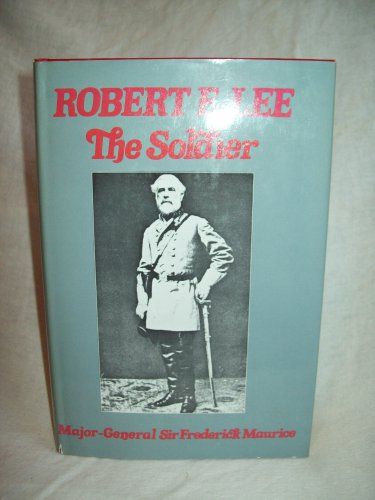 ROBERT E. LEE
The Soldier
Major-General Sir Frederick Maurice